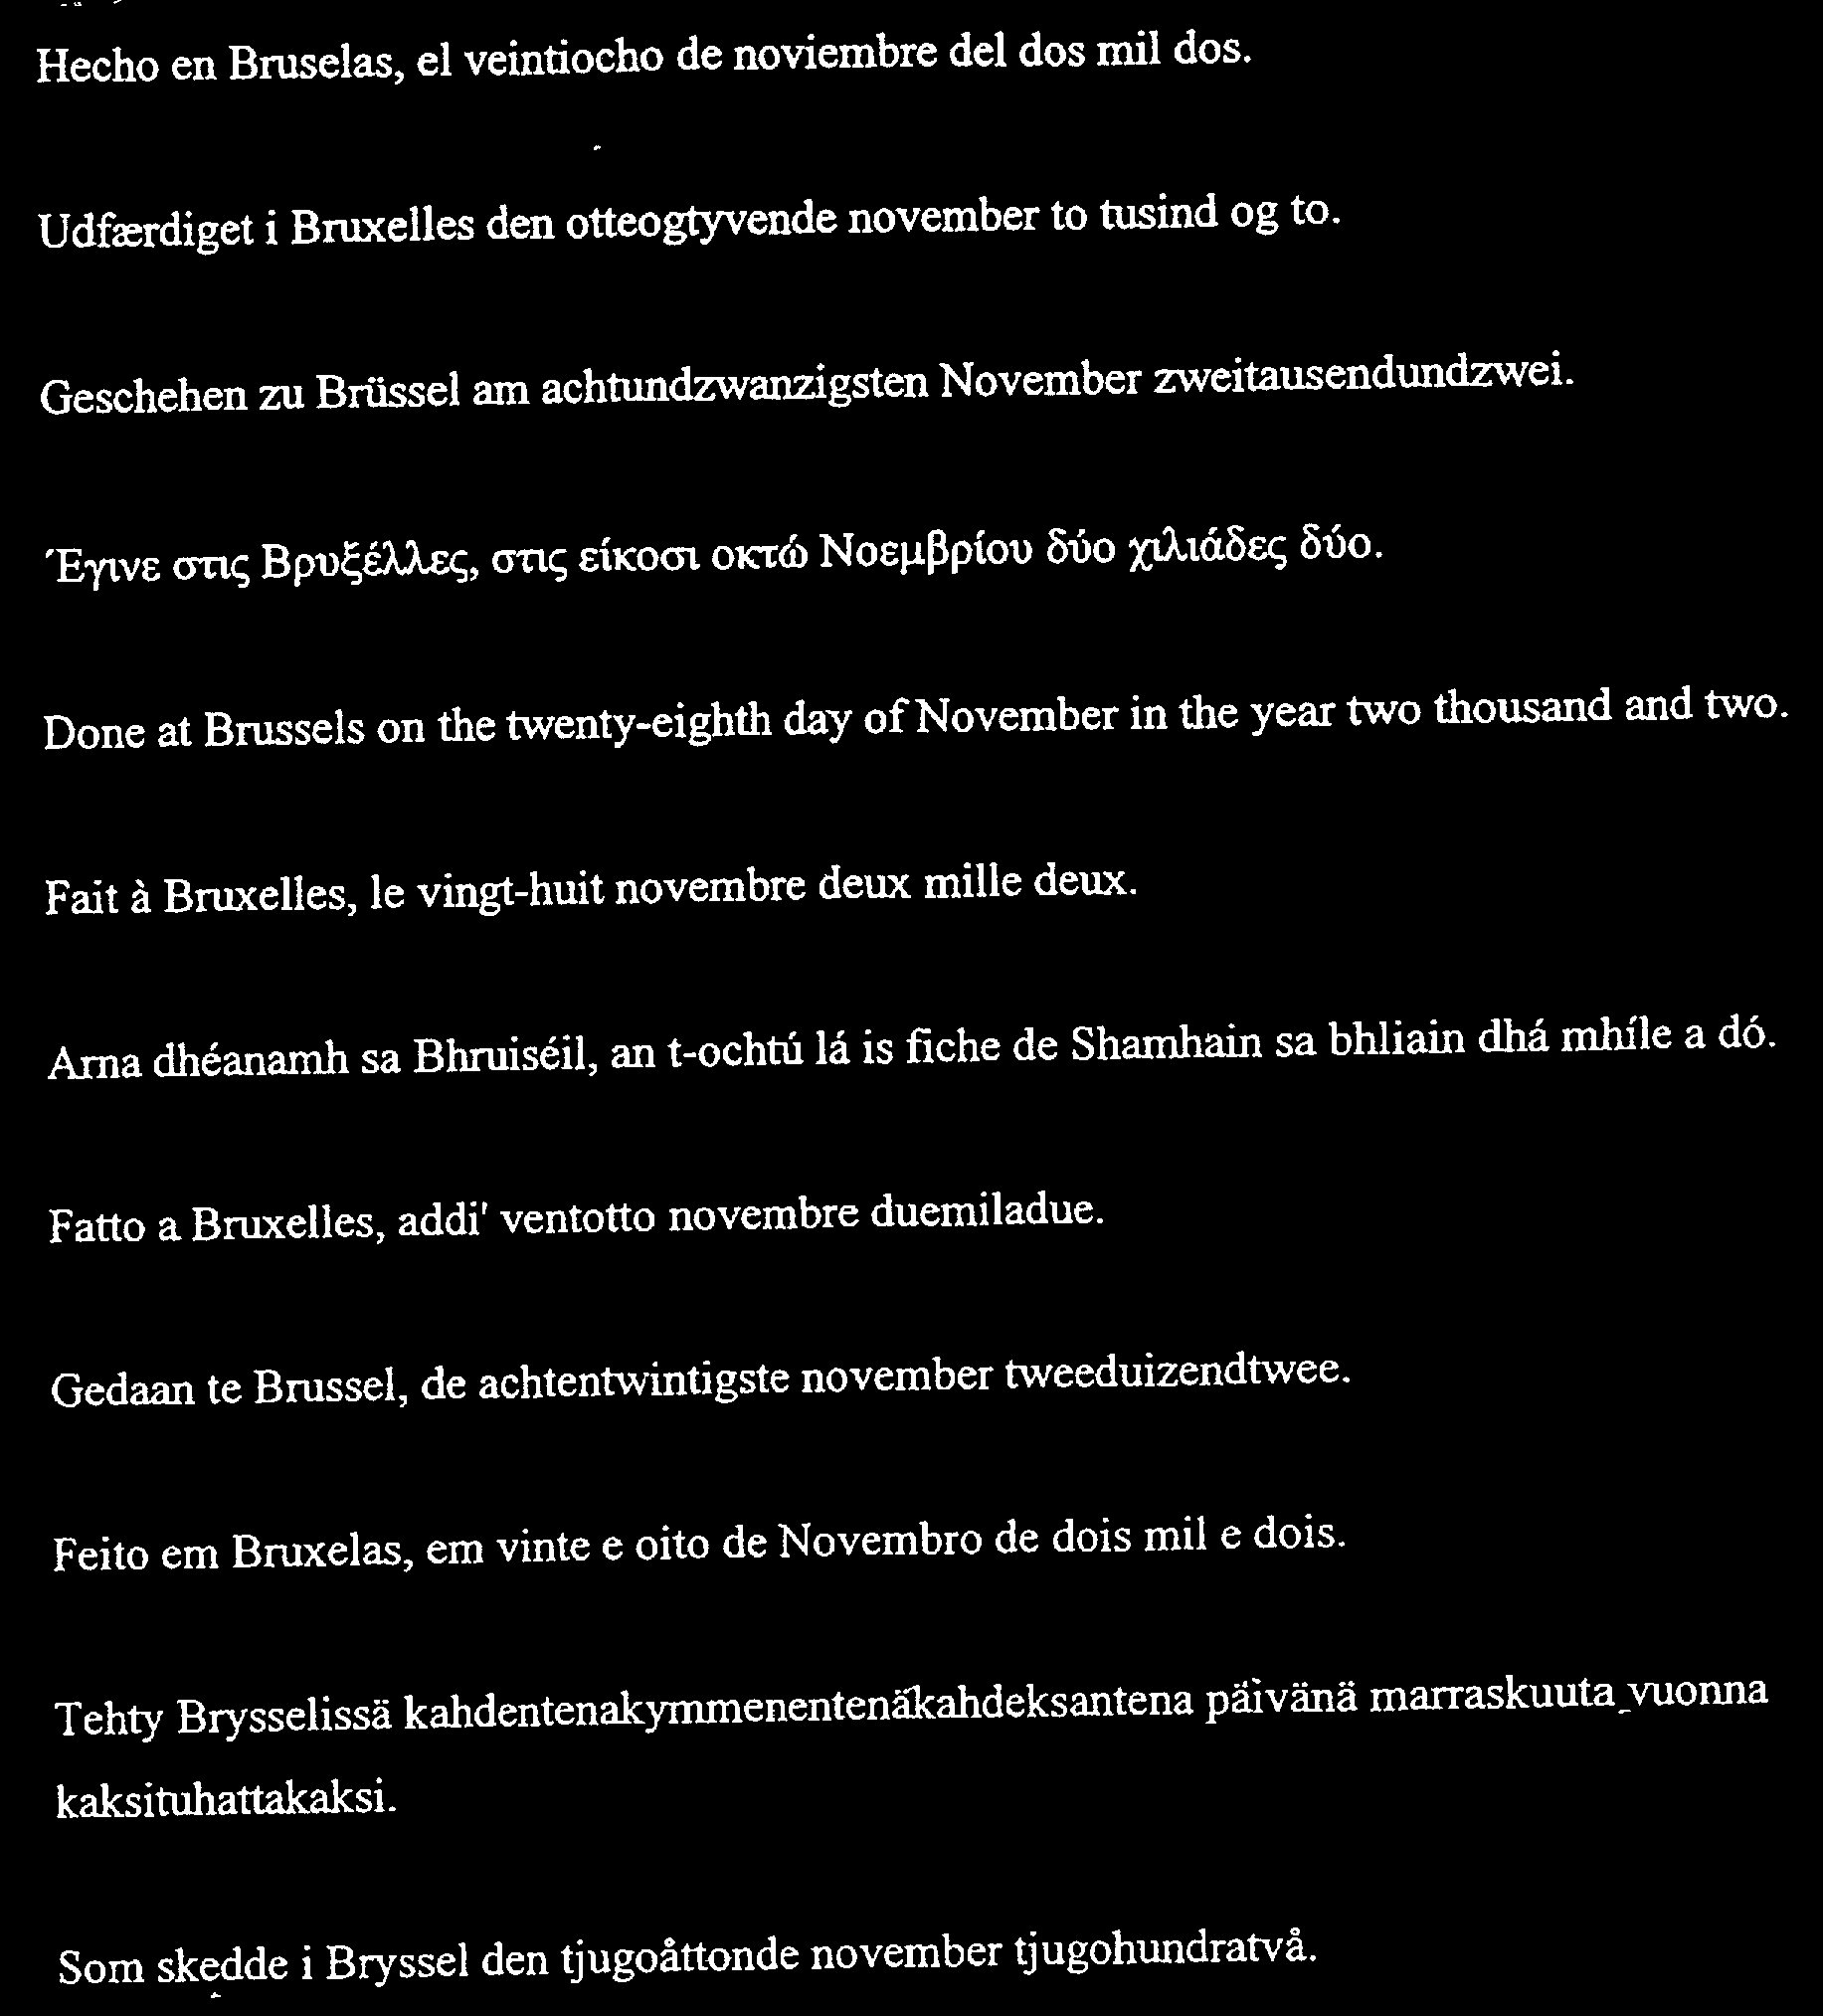 Hecho en Bruselas, el veintiocho de noviembre del dos mil dos.
Udfærdiget i Bruxelles den otteogtyvende november to tusind og to.
Geschehen zu Brüssel am achtundzwanzigsten November zweitausendundzwei.
Έγινε στις Βρυξέλλες, στις είκοσι οκτώ Νοεμβρίου δύο χιλιάδες δύο.
Done at Brussels on the twenty-eighth day of November in the year two thousand and two.
Fait à Bruxelles, le vingt-huit novembre deux mille deux.
Arna dhéanamh sa Bhruiséil, an t-ochtú lá is fiche de Shamhain sa bhliain dhá mhíle a dó.
Fatto a Bruxelles, addi' ventotto novembre duemiladue.
Gedaan te Brussel, de achtentwintigste november tweeduizendtwee.
Feito em Bruxelas, em vinte e oito de Novembro de dois mil e dois.
Tehty Brysselissä kahdentenakymmenentenäkahdeksantena päivänä marraskuuta vuonna
kaksituhattakaksi.
Som skedde i Bryssel den tjugoåttonde november tjugohundratvå.